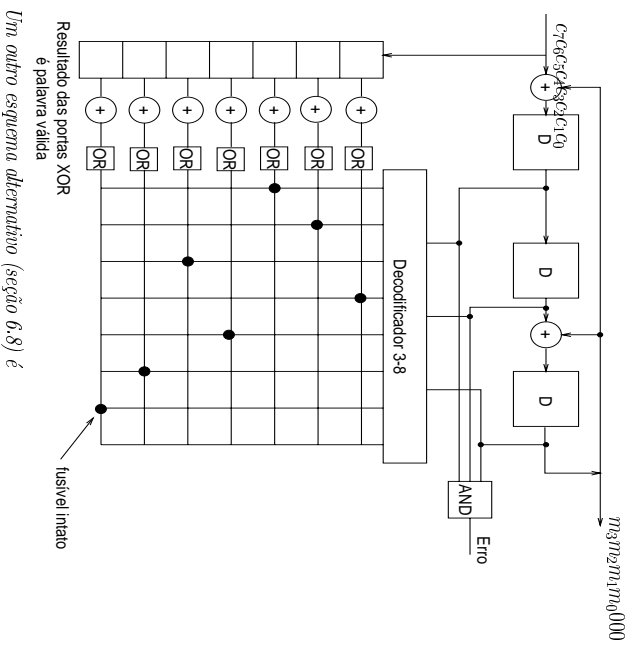 c₇c₆c₅c₄c₃c₂c₁c₀
+
D
D
+
D
m₃m₂m₁m₀000
AND
Erro
Decodificador 3-8
+
+
+
+
+
+
+
OR
OR
OR
OR
OR
OR
OR
Resultado das portas XOR
é palavra válida
fusível intato
Um outro esquema alternativo (seção 6.8) é